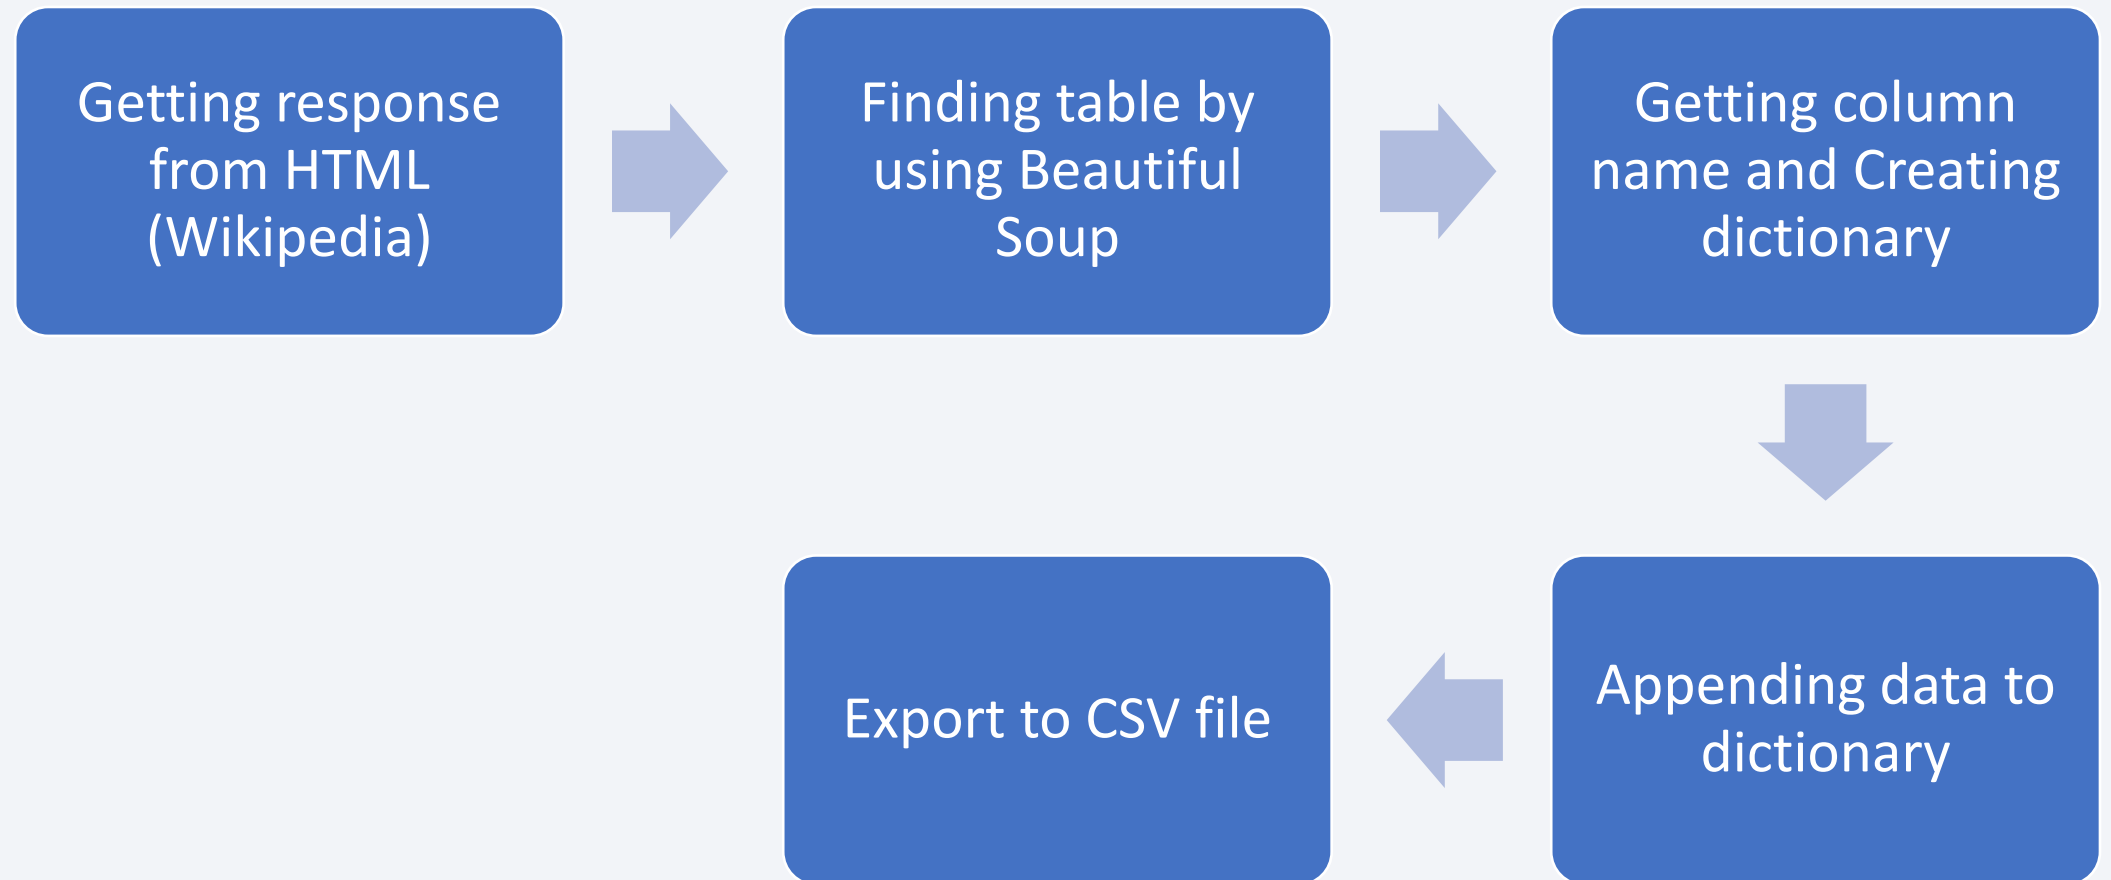 Getting response
from HTML
(Wikipedia)
Finding table by
using Beautiful
Soup
Getting column
name and Creating
dictionary
Appending data to
dictionary
Export to CSV file